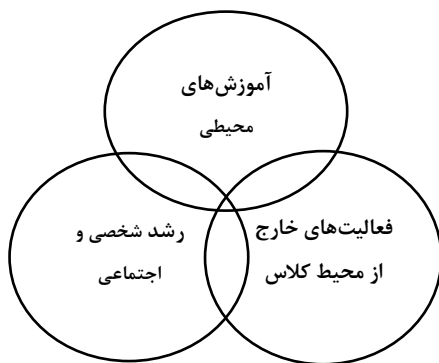 آموزش‌های
محیطی
فعالیت‌های خارج
از محیط کلاس
رشد شخصی و
اجتماعی